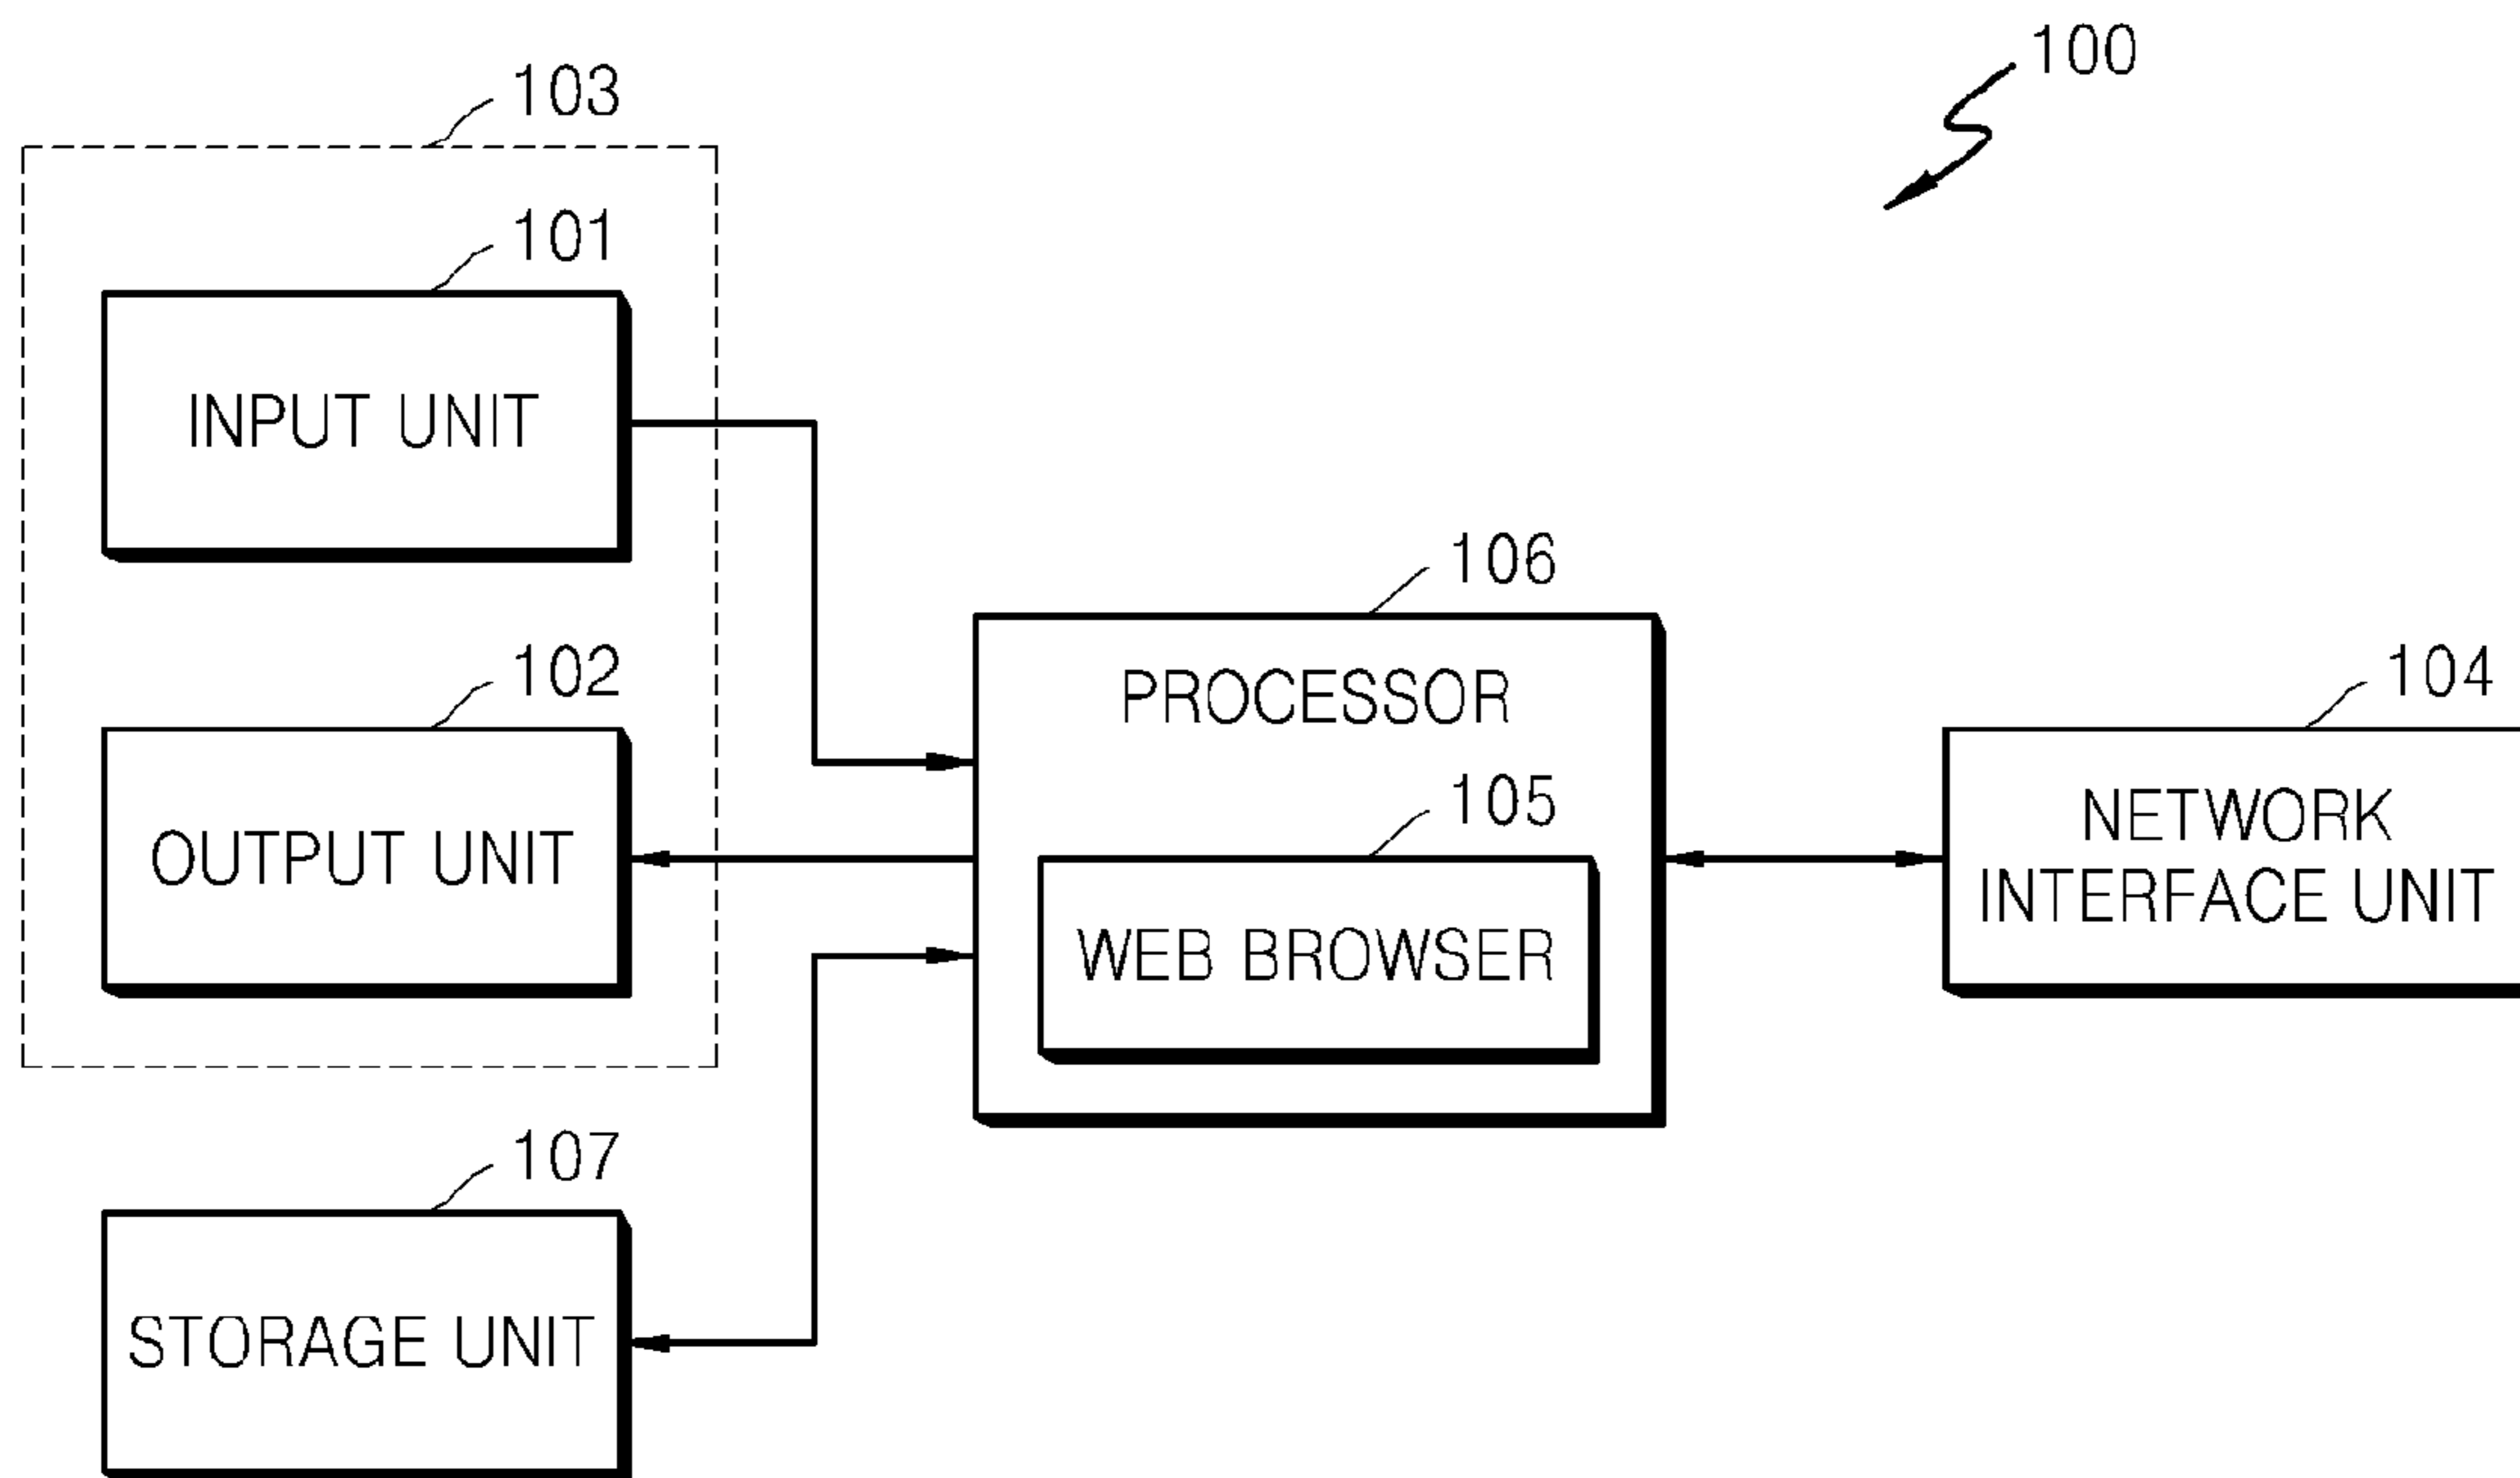 100
103
101
INPUT UNIT
106
PROCESSOR
102
OUTPUT UNIT
105
WEB BROWSER
104
NETWORK
INTERFACE UNIT
107
STORAGE UNIT